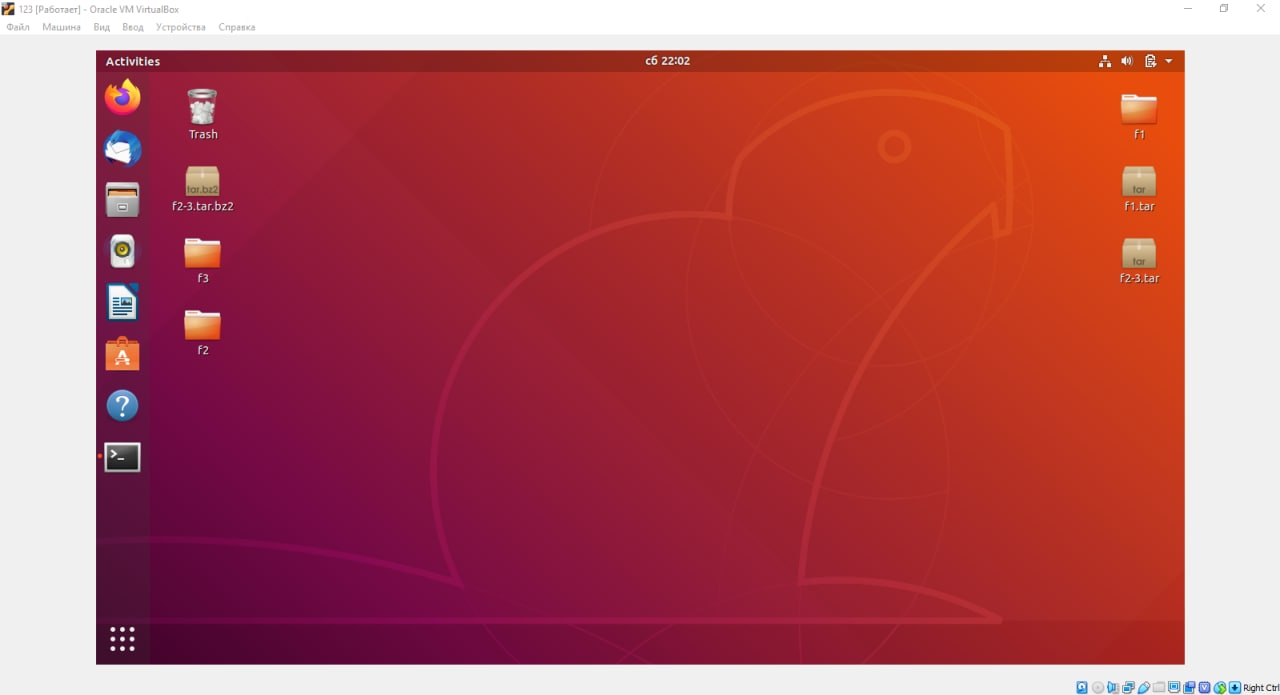 123 [Работает] - Oracle VM VirtualBox
Файл Машина Вид Ввод Устройства Справка
Activities
сб 22:02
Trash
tar.bz2
f2-3.tar.bz2
f3
f2
f1
tar
f1.tar
tar
f2-3.tar
Right Ctrl